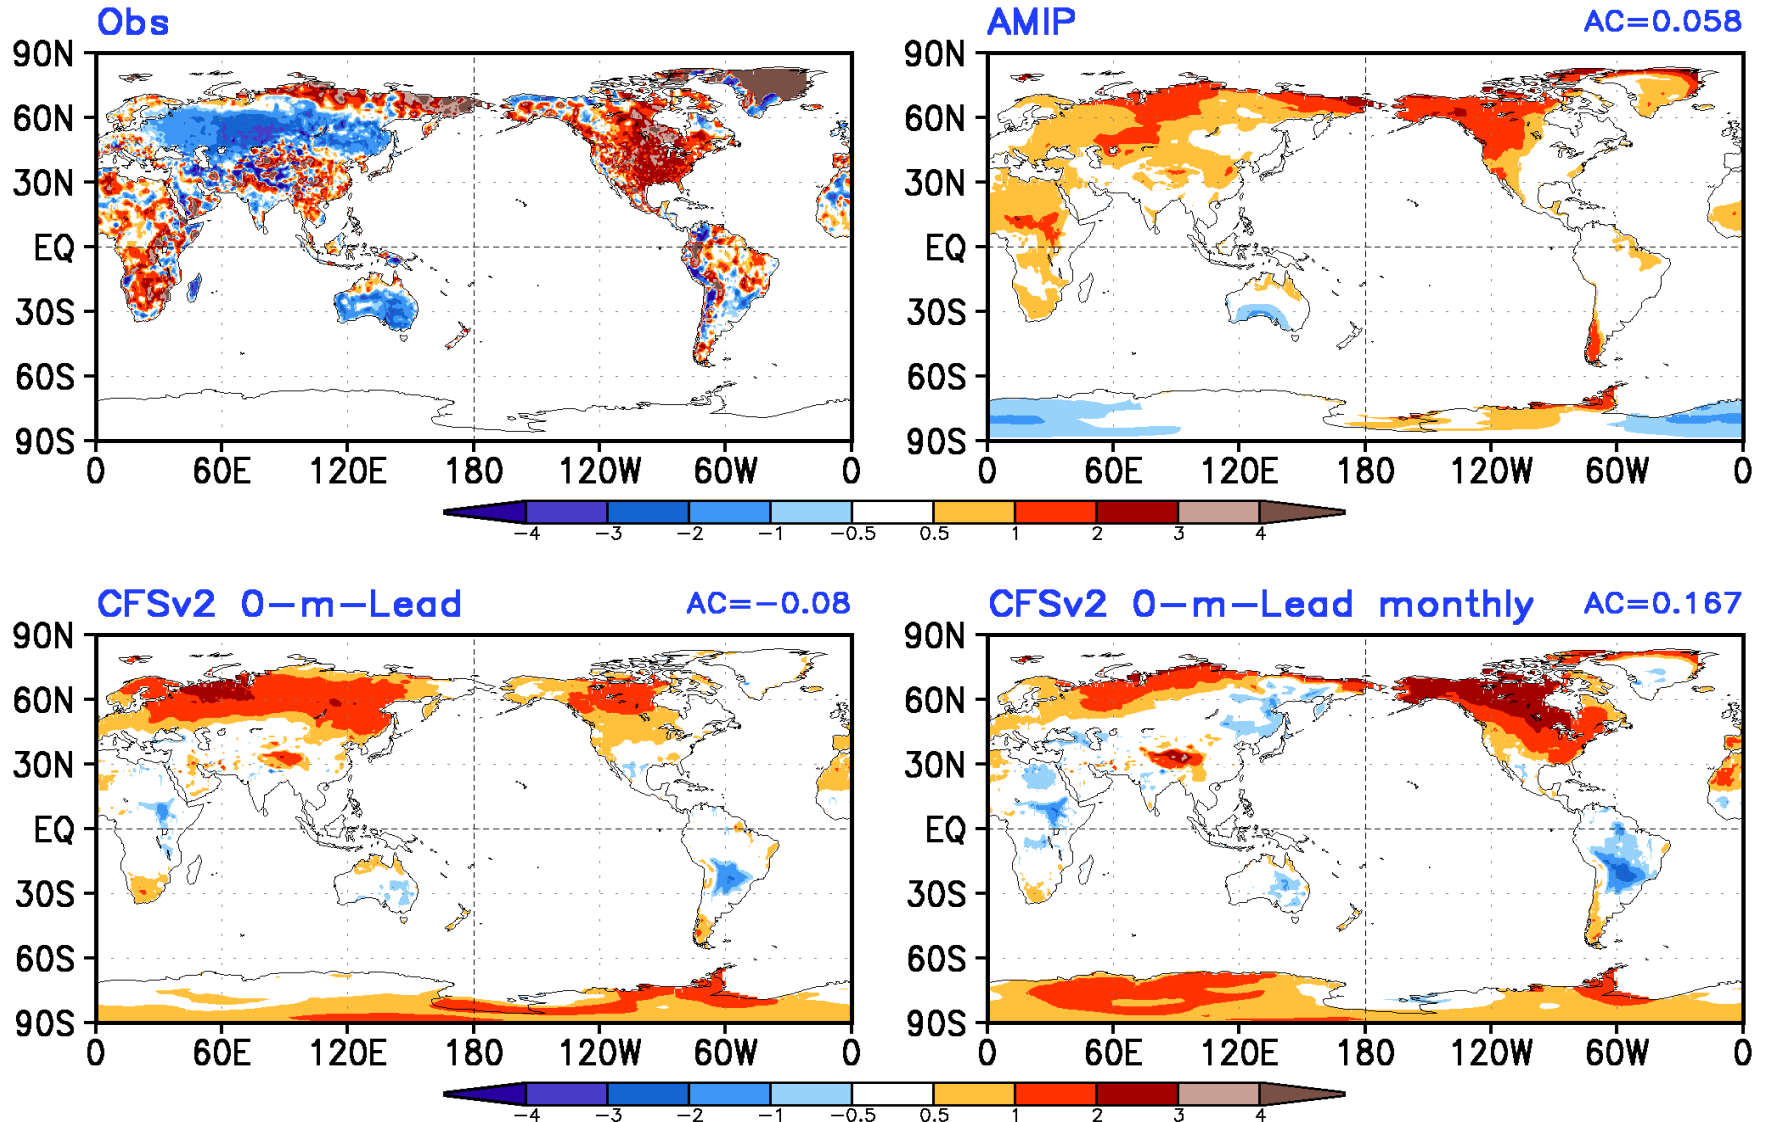 Obs
AMIP AC=0.058
90N 90N
60N 60N
30N 30N
EQ EQ
30S 30S
60S 60S
90S 90S
0 60E 120E 180 120W 60W 0 0 60E 120E 180 120W 60W 0
-4 -3 -2 -1 -0.5 0.5 1 2 3 4
CFSv2 0-m-Lead AC=-0.08
CFSv2 0-m-Lead monthly AC=0.167
90N 90N
60N 60N
30N 30N
EQ EQ
30S 30S
60S 60S
90S 90S
0 60E 120E 180 120W 60W 0 0 60E 120E 180 120W 60W 0
-4 -3 -2 -1 -0.5 0.5 1 2 3 4